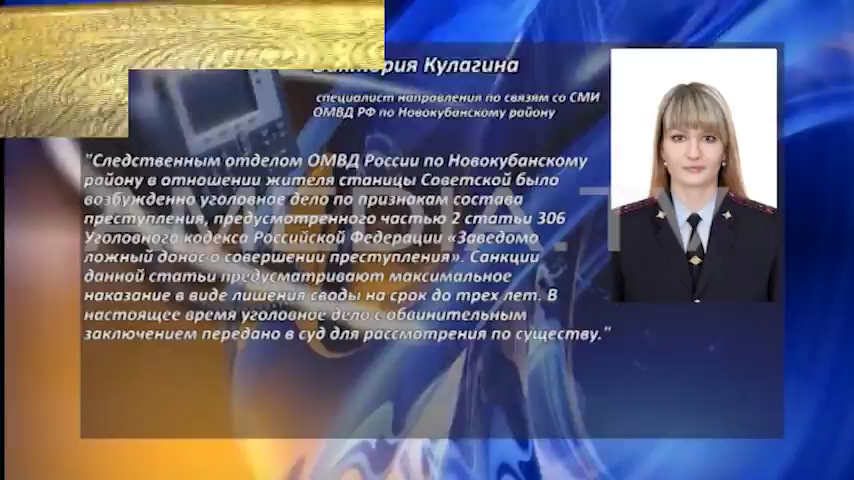 Виктория Кулагина
специалист направления по связям со СМИ
ОМВД РФ по Новокубанскому району
"Следственным отделом ОМВД России по Новокубанскому
району в отношении жителя станицы Советской было
возбужденно уголовное дело по признакам состава
преступления, предусмотренного частью 2 статьи 306
Уголовного кодекса Российской Федерации «Заведомо
ложный донос о совершении преступления». Санкции
данной статьи предусматривают максимальное
наказание в виде лишения своды на срок до трех лет. В
настоящее время уголовное дело с обвинительным
заключением передано в суд для рассмотрения по существу."